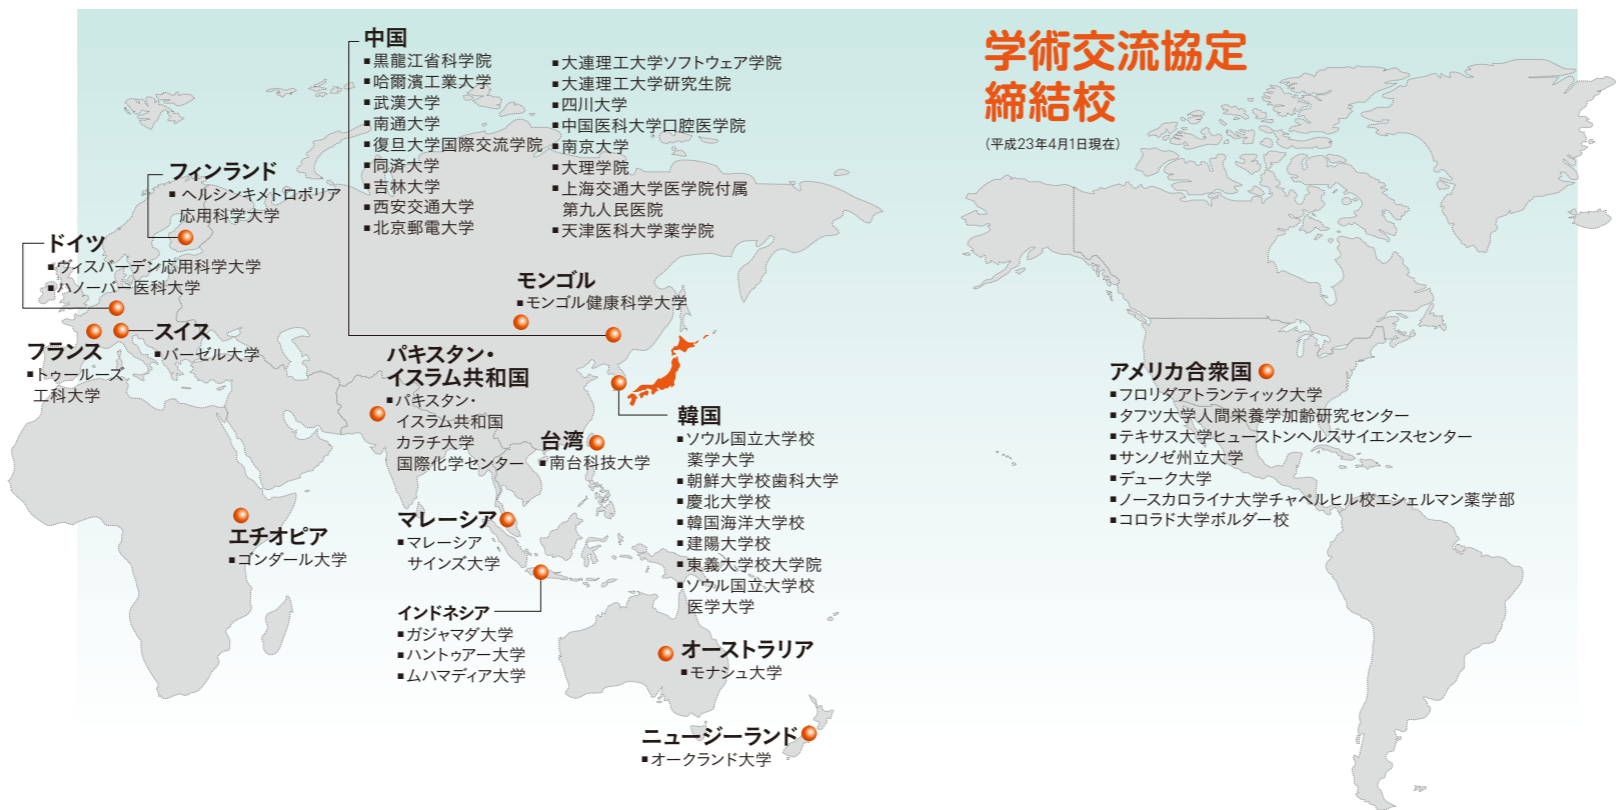 学術交流協定
締結校
(平成23年4月1日現在)
中国
▪黒龍江省科学院
▪哈爾濱工業大学
▪武漢大学
▪南通大学
▪復旦大学国際交流学院
▪同済大学
▪吉林大学
▪西安交通大学
▪北京郵電大学
▪大連理工大学ソフトウェア学院
▪大連理工大学研究生院
▪四川大学
▪中国医科大学口腔医学院
▪南京大学
▪大理学院
▪上海交通大学医学院付属
第九人民医院
▪天津医科大学薬学院
フィンランド
▪ヘルシンキメトロポリア
応用科学大学
ドイツ
▪ヴィスバーデン応用科学大学
▪ハノーバー医科大学
スイス
▪バーゼル大学
フランス
▪トゥールーズ
工科大学
モンゴル
▪モンゴル健康科学大学
パキスタン・
イスラム共和国
▪パキスタン・
イスラム共和国
カラチ大学
国際化学センター
台湾
▪南台科技大学
韓国
▪ソウル国立大学校
薬学大学
▪朝鮮大学校歯科大学
▪慶北大学校
▪韓国海洋大学校
▪建陽大学校
▪東義大学校大学院
▪ソウル国立大学校
医学大学
エチオピア
▪ゴンダール大学
マレーシア
▪マレーシア
サインズ大学
インドネシア
▪ガジャマダ大学
▪ハントゥアー大学
▪ムハマディア大学
オーストラリア
▪モナシュ大学
ニュージーランド
▪オークランド大学
アメリカ合衆国
▪フロリダアトランティック大学
▪タフツ大学人間栄養学加齢研究センター
▪テキサス大学ヒューストンヘルスサイエンスセンター
▪サンノゼ州立大学
▪デューク大学
▪ノースカロライナ大学チャペルヒル校エシェルマン薬学部
▪コロラド大学ボルダー校